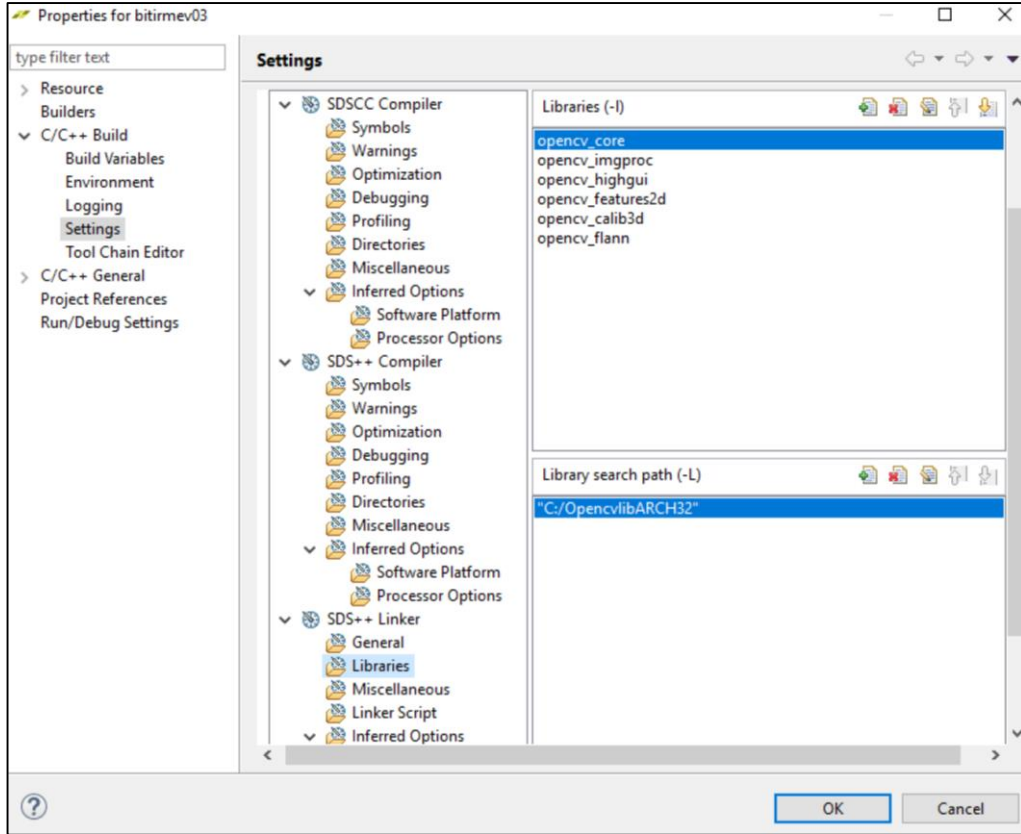 Properties for bitirmev03
type filter text
Resource
Builders
C/C++ Build
Build Variables
Environment
Logging
Settings
Tool Chain Editor
C/C++ General
Project References
Run/Debug Settings
Settings
SDSCC Compiler
Symbols
Warnings
Optimization
Debugging
Profiling
Directories
Miscellaneous
Inferred Options
Software Platform
Processor Options
SDS++ Compiler
Symbols
Warnings
Optimization
Debugging
Profiling
Directories
Miscellaneous
Inferred Options
Software Platform
Processor Options
SDS++ Linker
General
Libraries
Miscellaneous
Linker Script
Inferred Options
Libraries (-l)
opencv_core
opencv_imgproc
opencv_highgui
opencv_features2d
opencv_calib3d
opencv_flann
Library search path (-L)
"C:/OpencvlibARCH32"
OK
Cancel